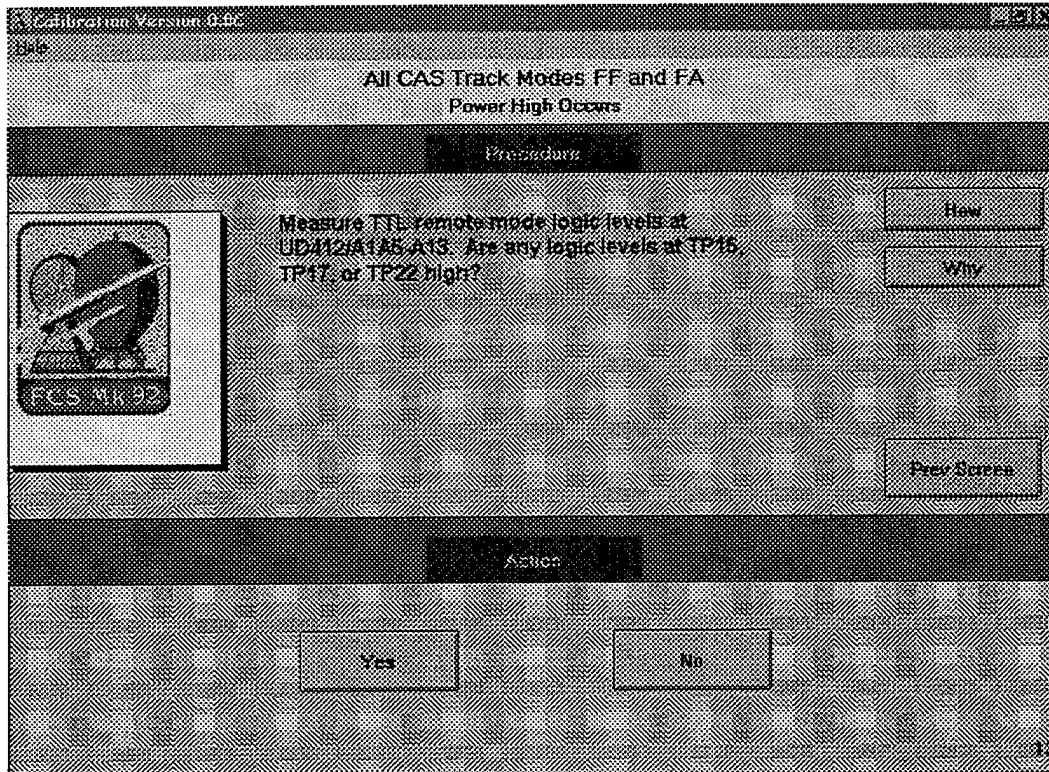 Calibration Version 0.0C
Help
All CAS Track Modes FF and FA
Power High Occurs
Procedure
Measure TTL remote mode logic levels at
UD412/A1A5-A13. Are any logic levels at TP15,
TP17, or TP22 high?
How
Why
FCS Mk 92
Prev Screen
Action
Yes
No